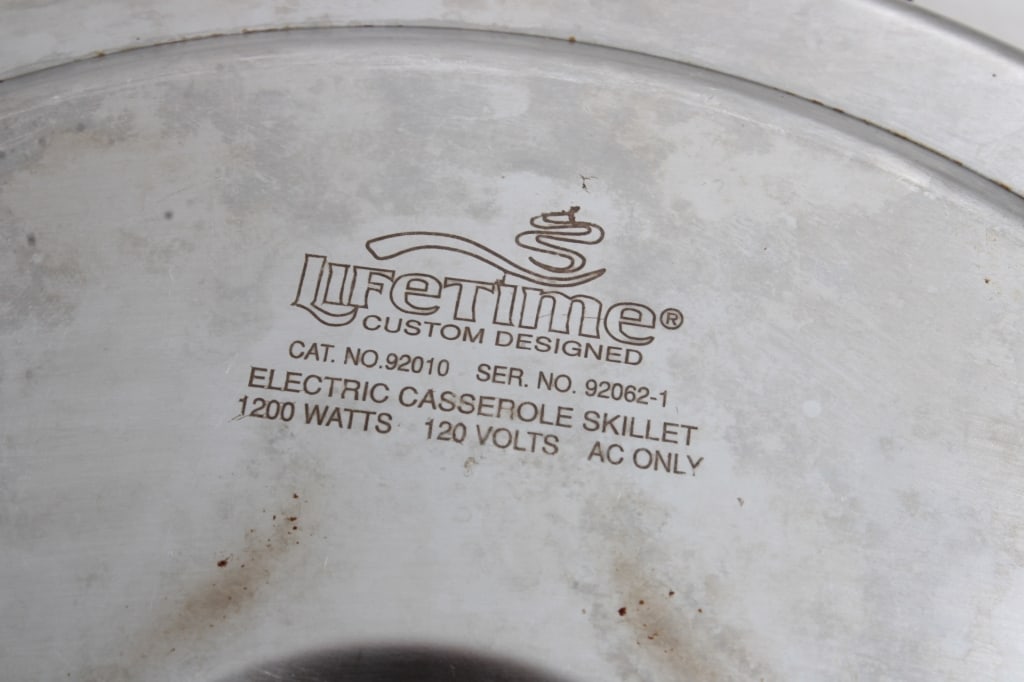 LIFETIME®
CUSTOM DESIGNED
CAT. NO.92010 SER. NO. 92062-1
ELECTRIC CASSEROLE SKILLET
1200 WATTS 120 VOLTS AC ONLY